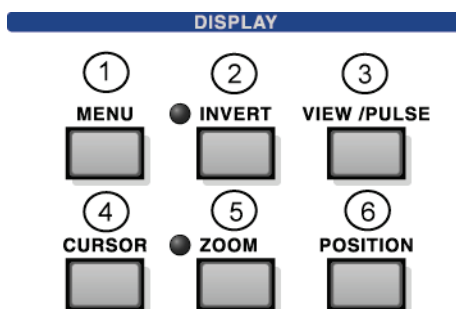 DISPLAY
1 2 3
MENU INVERT VIEW /PULSE
4 5 6
CURSOR ZOOM POSITION